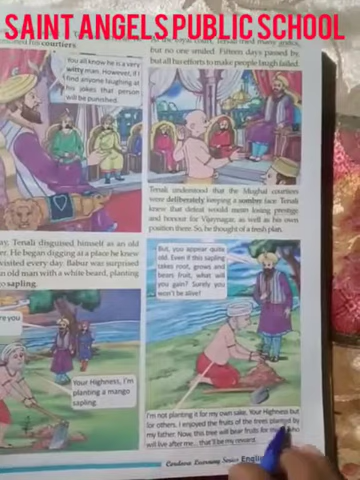 SAINT ANGELS PUBLIC SCHOOL
courtiers
You all know he is a very
witty man. However, if I
find anyone laughing at
his jokes that person
will be punished.
but no one smiled. Fifteen days passed by,
but all his efforts to make people laugh failed.
Tenali understood that the Mughal courtiers
were deliberately keeping a somber face. Tenali
knew that defeat would mean losing prestige
and honour for Vijaynagar, as well as his own
position there. So, he thought of a fresh plan.
ay, Tenali disguised himself as an old
er. He began digging at a place he knew
visited every day. Babur was surprised
an old man with a white beard, planting
sapling.
But, you appear quite
old. Even if this sapling
takes root, grows and
bears fruit, what will
you gain? Surely you
won't be alive!
re you
Your Highness, I'm
planting a mango
sapling.
I'm not planting it for my own sake, Your Highness but
for others. I enjoyed the fruits of the trees planted by
my father. Now, this tree will bear fruits for who
will live after me... that'll be my reward.
Cordova Learning Series Engli